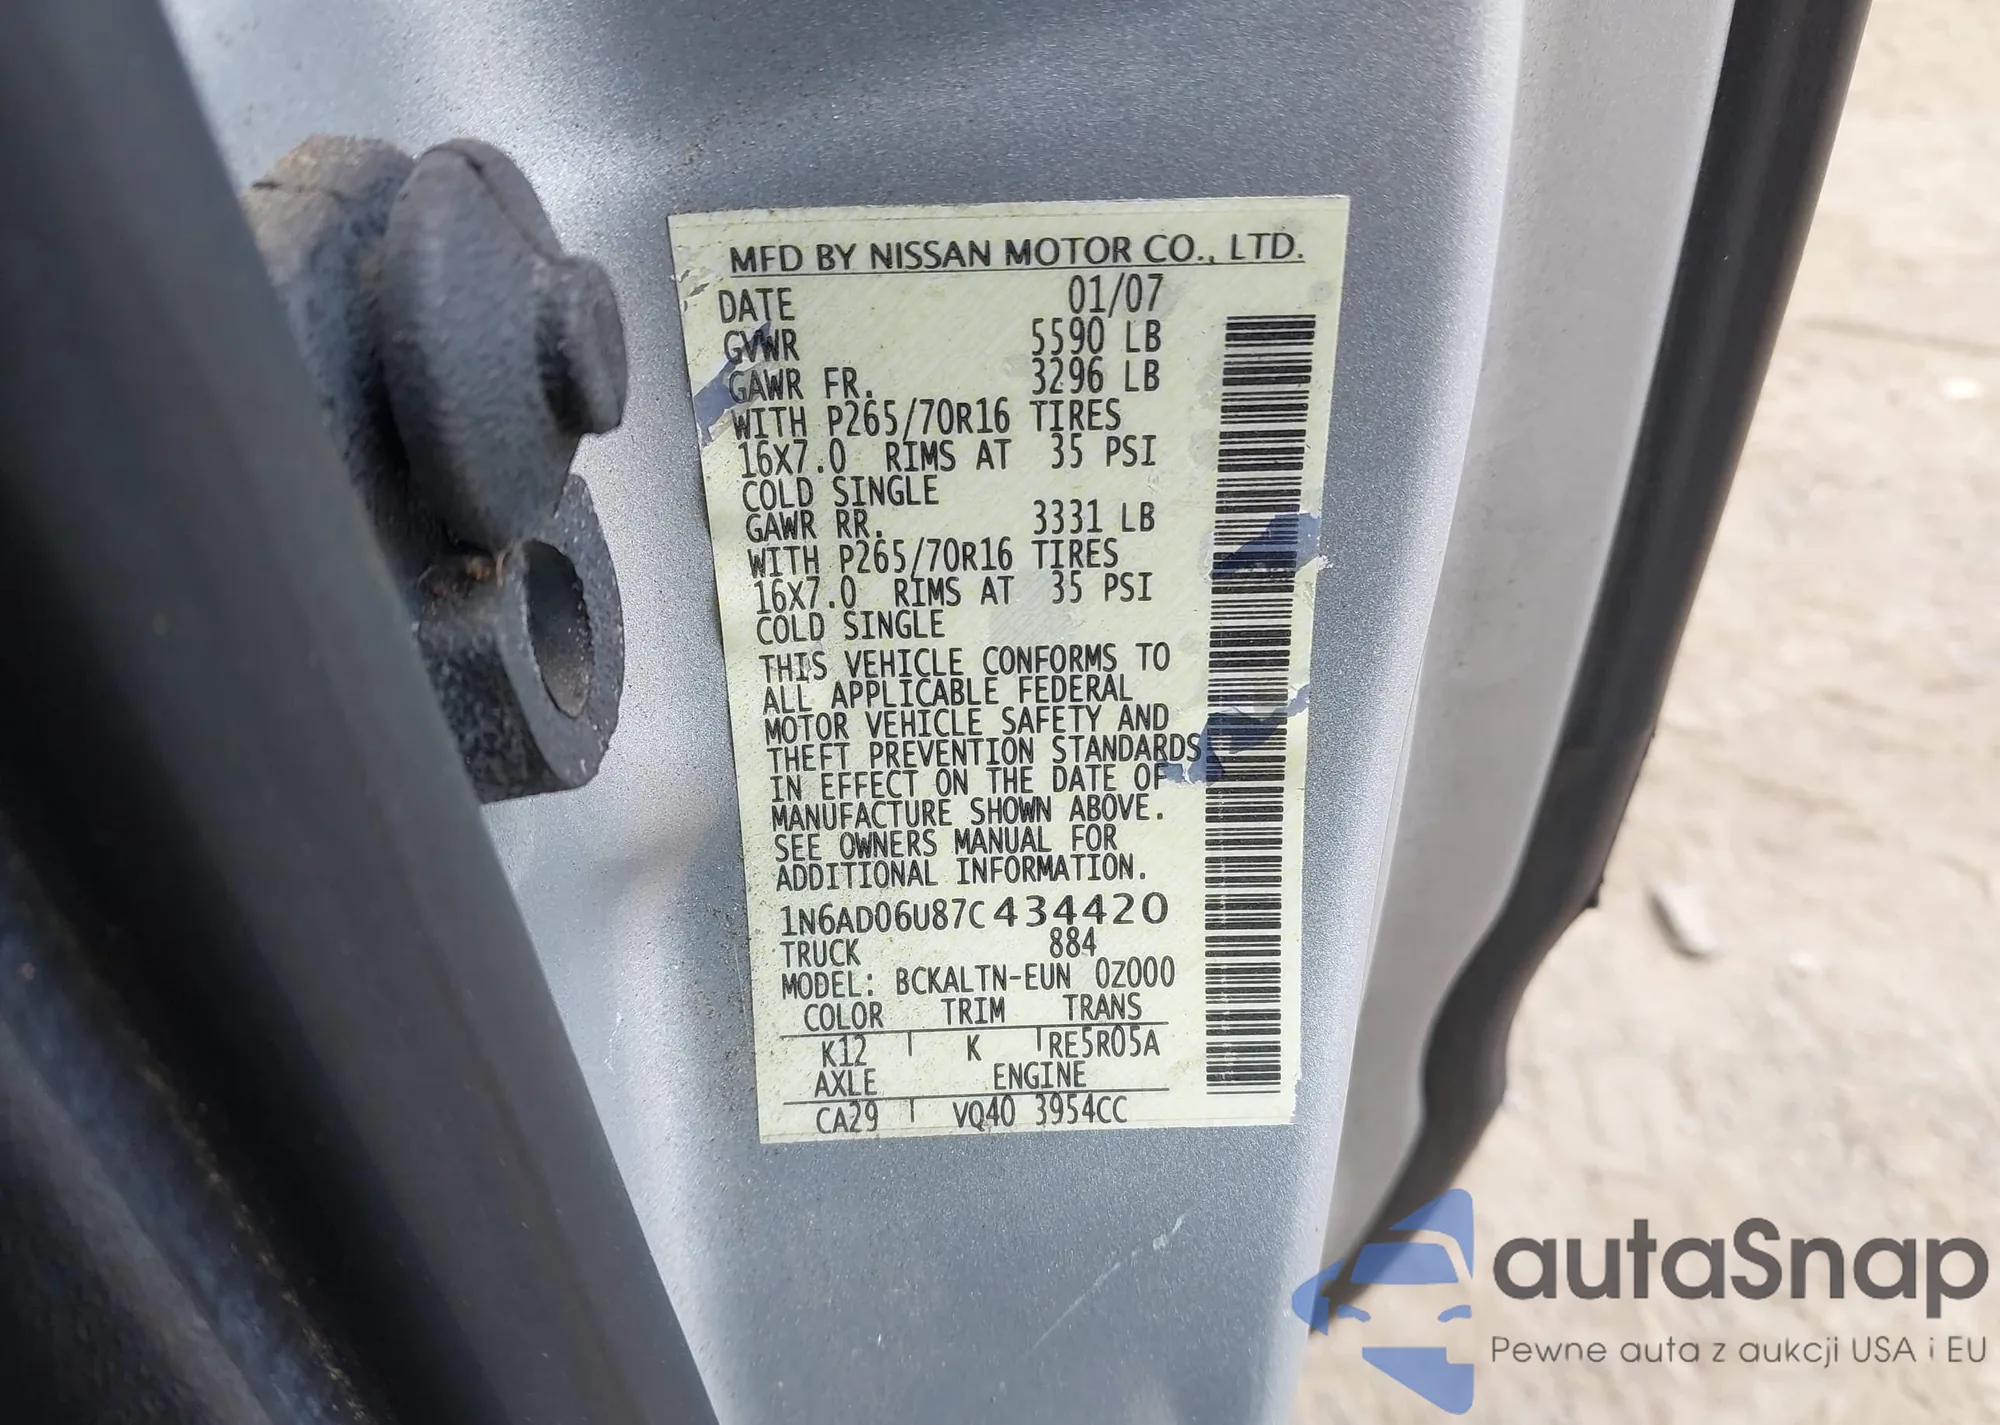 MFD BY NISSAN MOTOR CO., LTD.
DATE 01/07
GVWR 5590 LB
GAWR FR. 3296 LB
WITH P265/70R16 TIRES
16X7.0 RIMS AT 35 PSI
COLD SINGLE
GAWR RR. 3331 LB
WITH P265/70R16 TIRES
16X7.0 RIMS AT 35 PSI
COLD SINGLE
THIS VEHICLE CONFORMS TO
ALL APPLICABLE FEDERAL
MOTOR VEHICLE SAFETY AND
THEFT PREVENTION STANDARDS
IN EFFECT ON THE DATE OF
MANUFACTURE SHOWN ABOVE.
SEE OWNERS MANUAL FOR
ADDITIONAL INFORMATION.
1N6AD06U87C434420
TRUCK 884
MODEL: BCKALTN-EUN 0Z000
COLOR TRIM TRANS
K12 K RE5R05A
AXLE ENGINE
CA29 VQ40 3954CC
autaSnap
Pewne auta z aukcji USA i EU